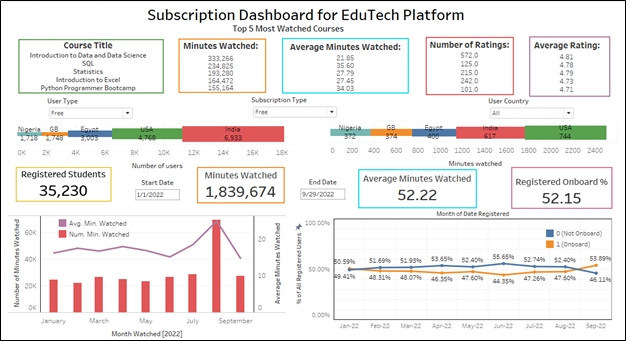 Subscription Dashboard for EduTech Platform
Top 5 Most Watched Courses
Course Title
Introduction to Data and Data Science
SQL
Statistics
Introduction to Excel
Python Programmer Bootcamp
Minutes Watched:
333,266
234,825
193,280
164,472
155,164
Average Minutes Watched:
21.85
35.60
27.79
27.45
34.03
Number of Ratings:
572.0
125.0
215.0
242.0
101.0
Average Rating:
4.81
4.78
4.79
4.73
4.71
User Type
Free
Subscription Type
Free
User Country
All
Nigeria GB Egypt USA India
1,718 1,748 3,003 4,768 6,933
0K 2K 4K 6K 8K 10K 12K 14K 16K 18K
Number of users
Nigeria GB Egypt India USA
372 374 400 617 744
0 200 400 600 800 1000 1200 1400 1600 1800 2000 2200 2400
Minutes watched
Registered Students
35,230
Start Date
1/1/2022
Minutes Watched
1,839,674
End Date
9/29/2022
Average Minutes Watched
52.22
Registered Onboard %
52.15
Avg. Min. Watched
Num. Min. Watched
Number of Minutes Watched
60K
40K
20K
0K
Average Minutes Watched
20
10
0
January March May July September
Month Watched [2022]
Month of Date Registered
% of All Registered Users
100.00%
50.00%
0.00%
0 (Not Onboard)
1 (Onboard)
50.59% 51.69% 51.93% 53.65% 52.40% 55.65% 52.74% 52.40% 53.89%
49.41% 48.31% 48.07% 46.35% 47.60% 44.35% 47.26% 47.60% 46.11%
Jan-22 Feb-22 Mar-22 Apr-22 May-22 Jun-22 Jul-22 Aug-22 Sep-22